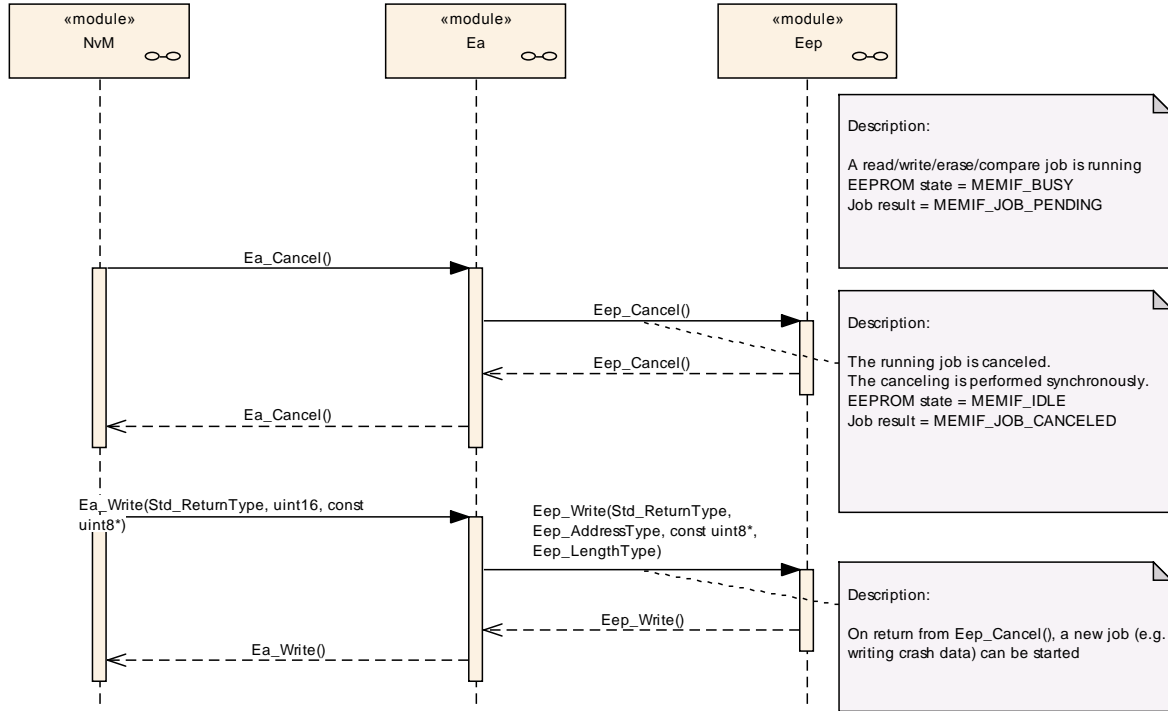 «module»
NvM
«module»
Ea
«module»
Eep
Description:
A read/write/erase/compare job is running
EEPROM state = MEMIF_BUSY
Job result = MEMIF_JOB_PENDING
Ea_Cancel()
Eep_Cancel()
Description:
The running job is canceled.
The canceling is performed synchronously.
EEPROM state = MEMIF_IDLE
Job result = MEMIF_JOB_CANCELED
Eep_Cancel()
Ea_Cancel()
Ea_Write(Std_ReturnType, uint16, const
uint8*)
Eep_Write(Std_ReturnType,
Eep_AddressType, const uint8*,
Eep_LengthType)
Description:
On return from Eep_Cancel(), a new job (e.g.
writing crash data) can be started
Eep_Write()
Ea_Write()